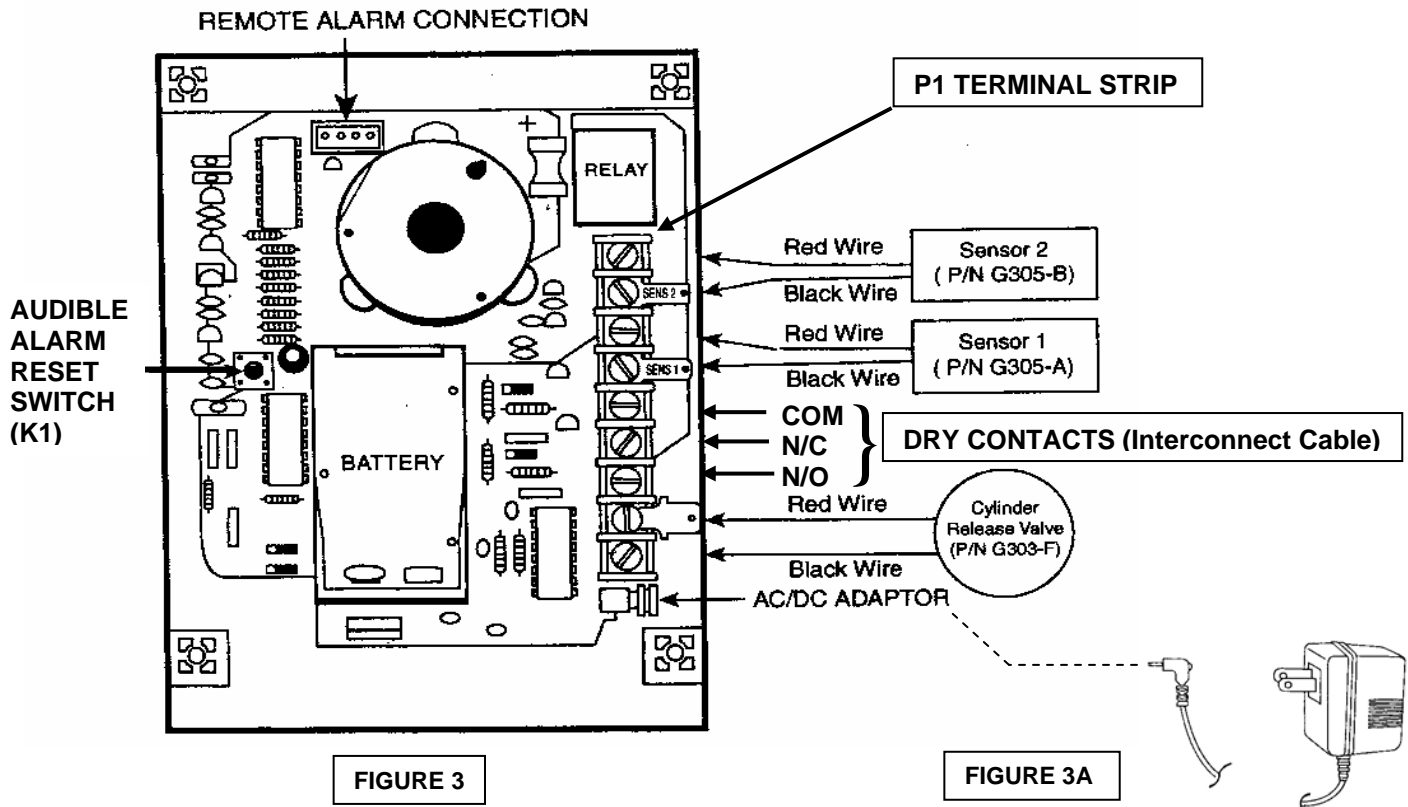 REMOTE ALARM CONNECTION
P1 TERMINAL STRIP
+
RELAY
Red Wire
Sensor 2
( P/N G305-B)
SENS 2
Black Wire
AUDIBLE
ALARM
RESET
SWITCH
(K1)
Red Wire
Sensor 1
( P/N G305-A)
SENS 1
Black Wire
COM
N/C
N/O
DRY CONTACTS (Interconnect Cable)
BATTERY
Red Wire
Cylinder
Release Valve
(P/N G303-F)
Black Wire
AC/DC ADAPTOR
FIGURE 3
FIGURE 3A